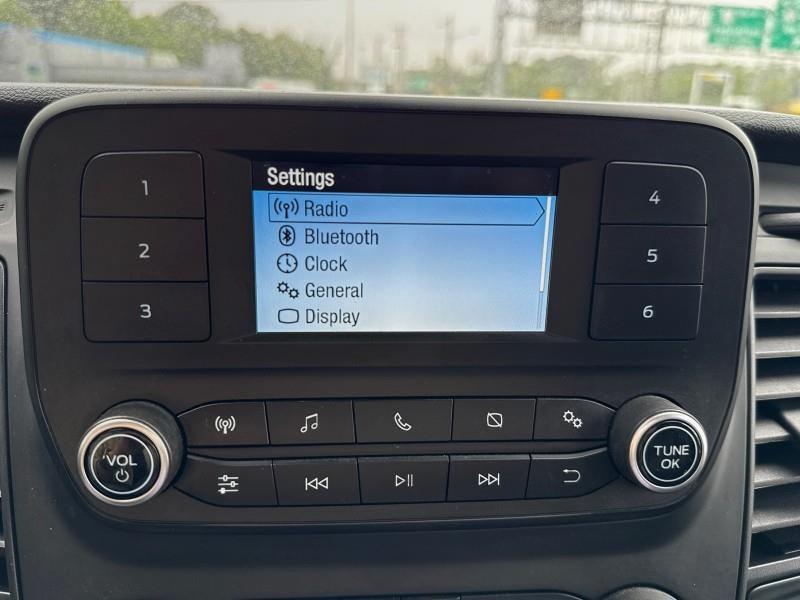 Settings
Radio
Bluetooth
Clock
General
Display
1
2
3
4
5
6
VOL
TUNE
OK